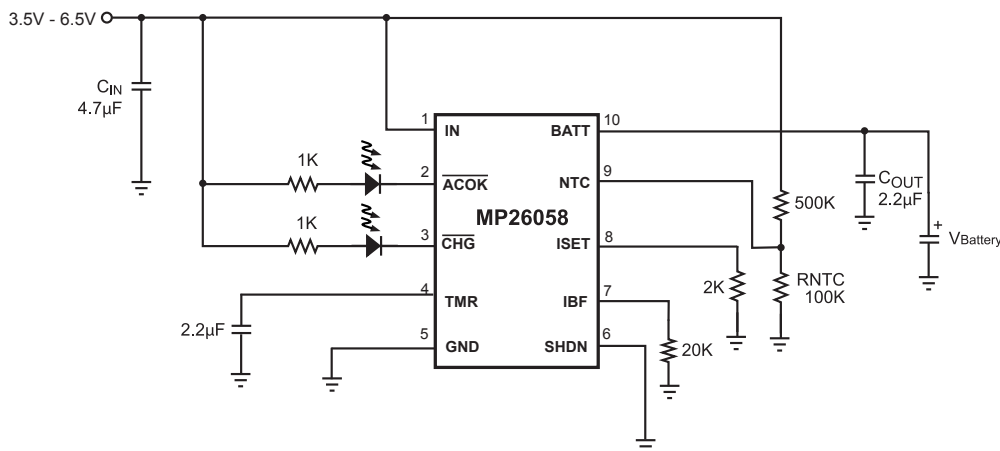 3.5V - 6.5V
CIN
4.7µF
1
IN
BATT
10
1K
2
ACOK
NTC
9
COUT
2.2µF
500K
MP26058
1K
3
CHG
ISET
8
+
VBattery
RNTC
100K
2K
4
TMR
IBF
7
2.2µF
5
GND
SHDN
6
20K